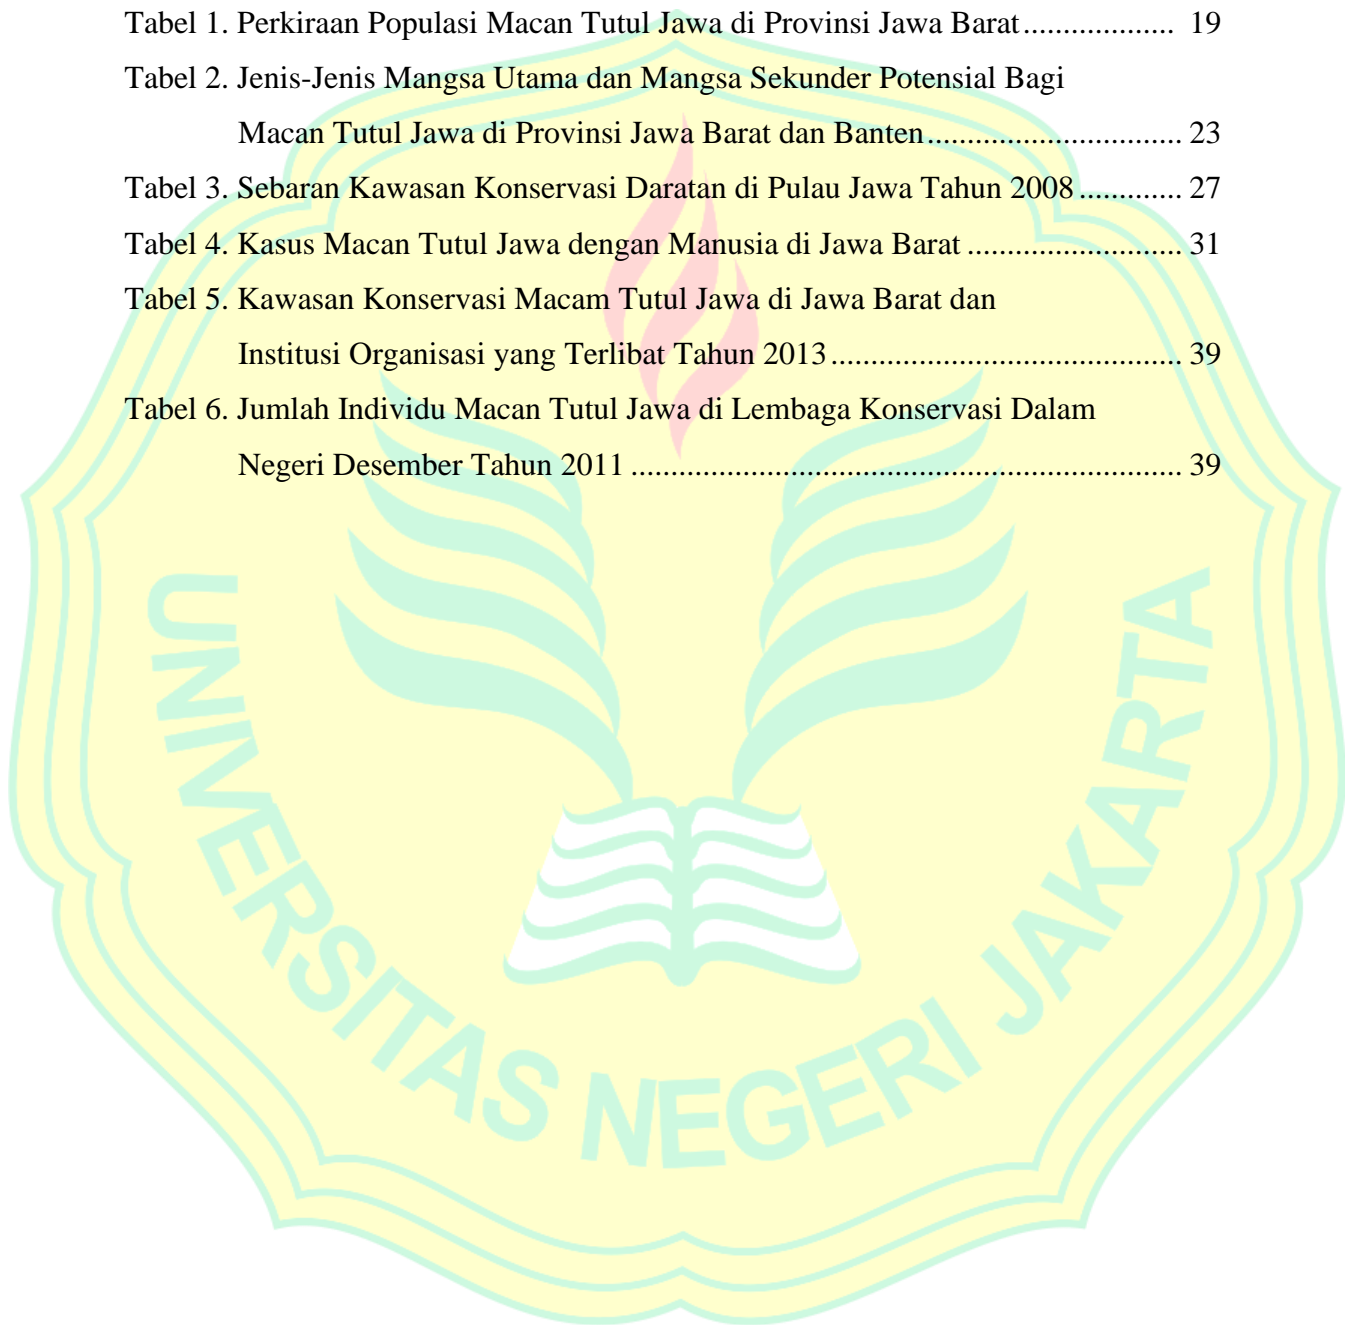 Tabel 1. Perkiraan Populasi Macan Tutul Jawa di Provinsi Jawa Barat ................... 19
Tabel 2. Jenis-Jenis Mangsa Utama dan Mangsa Sekunder Potensial Bagi
Macan Tutul Jawa di Provinsi Jawa Barat dan Banten ................................ 23
Tabel 3. Sebaran Kawasan Konservasi Daratan di Pulau Jawa Tahun 2008 ............. 27
Tabel 4. Kasus Macan Tutul Jawa dengan Manusia di Jawa Barat ........................... 31
Tabel 5. Kawasan Konservasi Macam Tutul Jawa di Jawa Barat dan
Institusi Organisasi yang Terlibat Tahun 2013 ............................................ 39
Tabel 6. Jumlah Individu Macan Tutul Jawa di Lembaga Konservasi Dalam
Negeri Desember Tahun 2011 ..................................................................... 39
UNIVERSITAS NEGERI JAKARTA